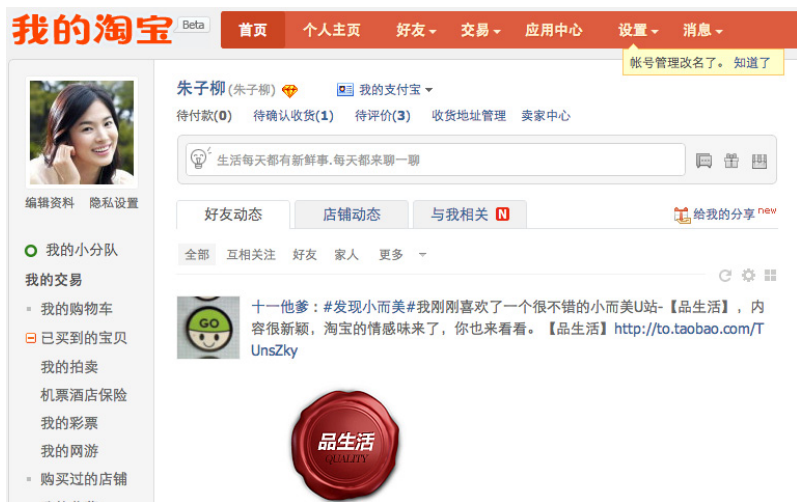 我的淘宝 Beta 首页 个人主页 好友 交易 应用中心 设置 消息
帐号管理改名了。 知道了
朱子柳(朱子柳) 我的支付宝
待付款(0) 待确认收货(1) 待评价(3) 收货地址管理 卖家中心
生活每天都有新鲜事.每天都来聊一聊
编辑资料 隐私设置
好友动态 店铺动态 与我相关 N 给我的分享 new
全部 互相关注 好友 家人 更多
我的小分队
我的交易
我的购物车
已买到的宝贝
我的拍卖
机票酒店保险
我的彩票
我的网游
购买过的店铺
十一他爹：#发现小而美#我刚刚喜欢了一个很不错的小而美U站-【品生活】，内
容很新颖，淘宝的情感味来了，你也来看看。【品生活】http://to.taobao.com/T
UnsZky
GO
品生活
QUALITY